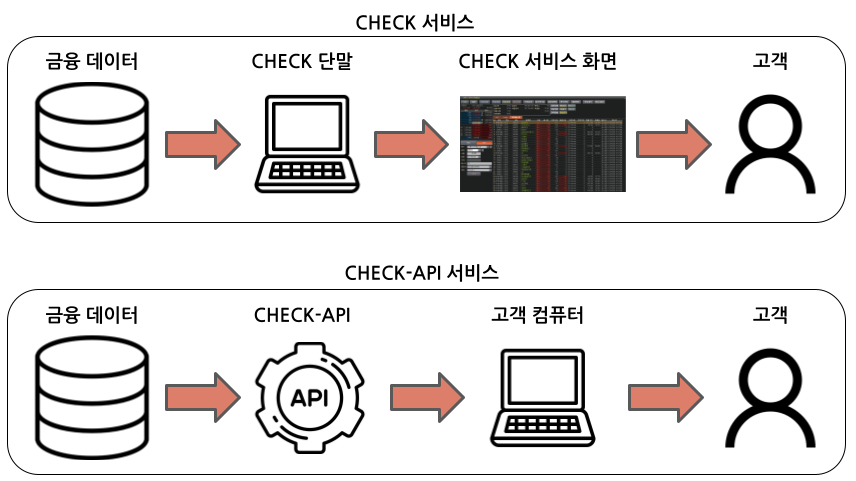 CHECK 서비스
금융 데이터
CHECK 단말
CHECK 서비스 화면
고객
CHECK-API 서비스
금융 데이터
CHECK-API
고객 컴퓨터
고객
API